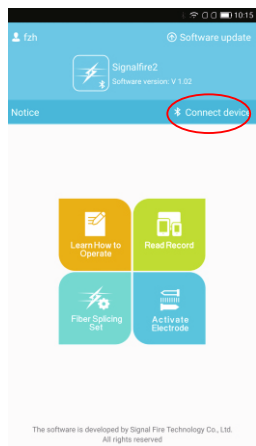 10:15
fzh
Software update
Signalfire2
Software version: V 1.02
Notice
Connect device
Learn How to
Operate
Read Record
Fiber Splicing
Set
Activate
Electrode
The software is developed by Signal Fire Technology Co., Ltd.
All rights reserved